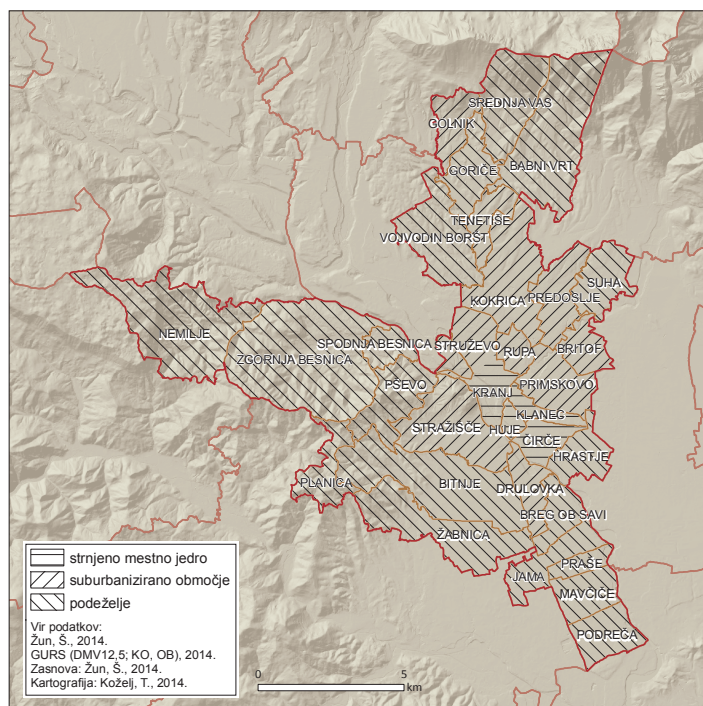 SREDNJA VAS
GOLNIK
BABNI VRT
GORIČE
TENETIŠE
VOJVODIN BORŠT
SUHA
KOKRICA
PREDOSLJE
NEMILJE
SPODNJA BESNICA
STRUŽEVO
BRITOF
ZGORNJA BESNICA
RUPA
PŠEVO
PRIMSKOVO
KRANJ
KLANEC
STRAŽIŠČE
HUJE
ČIRČE
HRASTJE
PLANICA
BITNJE
DRULOVKA
BREG OB SAVI
ŽABNICA
PRAŠE
JAMA
MAVČIČE
PODREČA
strnjeno mestno jedro
suburbanizirano območje
podeželje
Vir podatkov:
Žun, Š., 2014.
GURS (DMV12,5; KO, OB), 2014.
Zasnova: Žun, Š., 2014.
Kartografija: Koželj, T., 2014.
0 5
km